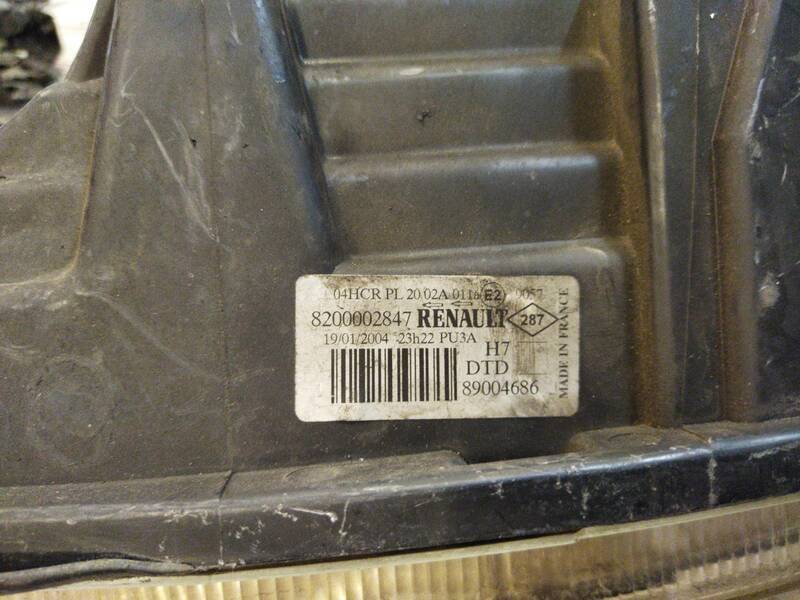 04HCR PL 20 02A 011 E2 0057
8200002847 RENAULT 287
19/01/2004 23h22 PU3A
H7
DTD
89004686
MADE IN FRANCE